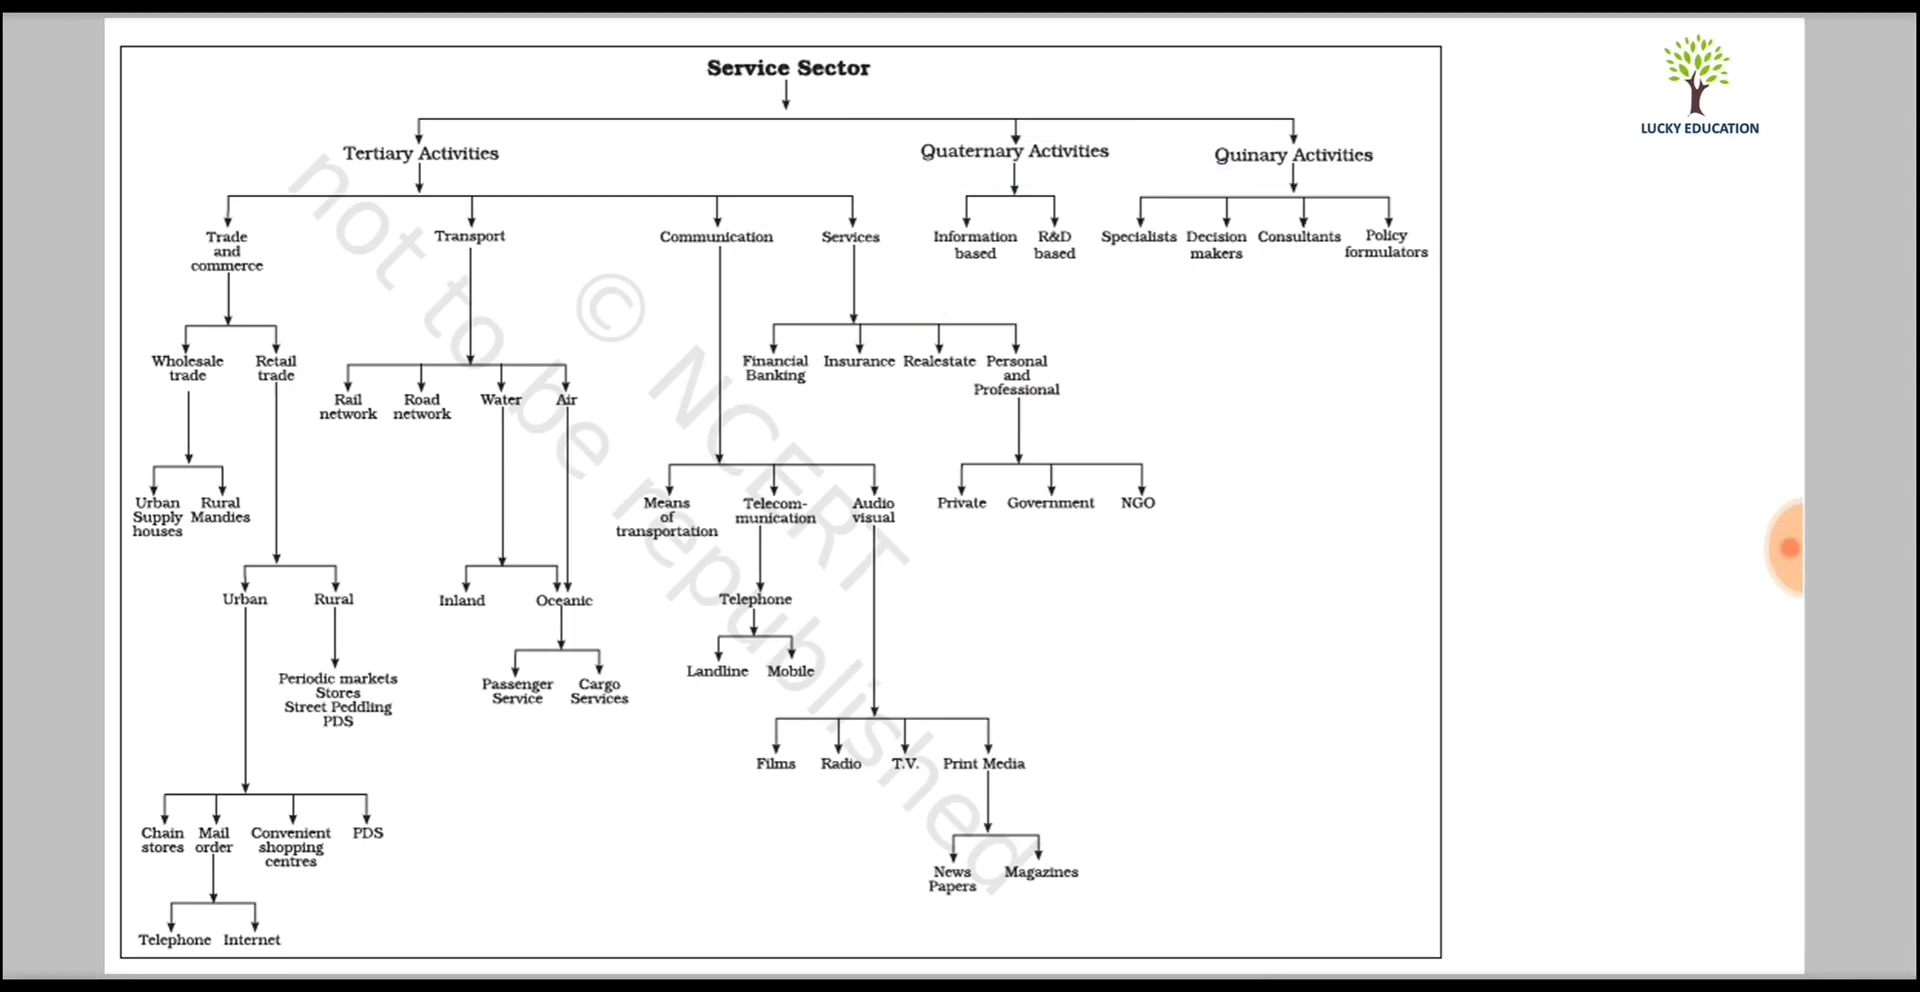 Service Sector
LUCKY EDUCATION
Tertiary Activities
Quaternary Activities
Quinary Activities
Trade
and
commerce
Transport
Communication
Services
Information
based
R&D
based
Specialists
Decision
makers
Consultants
Policy
formulators
Wholesale
trade
Retail
trade
Rail
network
Road
network
Water
Air
Financial
Banking
Insurance
Realestate
Personal
and
Professional
Urban
Supply
houses
Rural
Mandies
Means
of
transportation
Telecom-
munication
Audio
visual
Private
Government
NGO
Urban
Rural
Inland
Oceanic
Telephone
Landline
Mobile
Periodic markets
Stores
Street Peddling
PDS
Passenger
Service
Cargo
Services
Films
Radio
T.V.
Print Media
Chain
stores
Mail
order
Convenient
shopping
centres
PDS
News
Papers
Magazines
Telephone
Internet
© NCERT
not to be republished